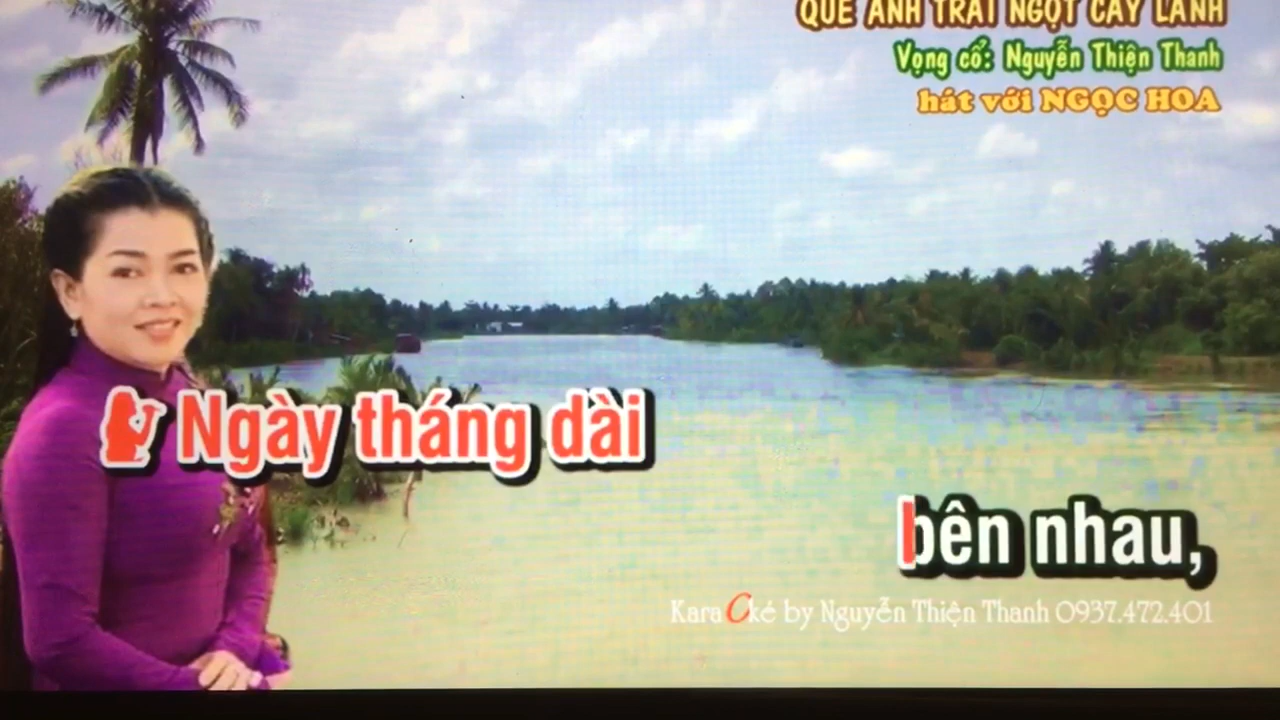 QUÊ ANH TRÁI NGỌT CÂY LÀNH
Vọng cổ: Nguyễn Thiện Thanh
hát với NGỌC HOA
Ngày tháng dài
bên nhau,
KaraOkê by Nguyễn Thiện Thanh 0937.472.401